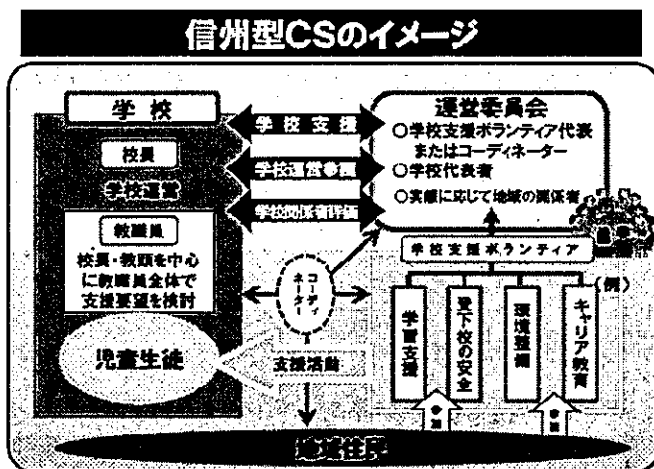 信州型CSのイメージ
学校
校長
学校運営
教職員
校長・教頭を中心
に教職員全体で
支援要望を検討
児童生徒
学校支援
学校運営参画
学校関係者評価
コーディ
ネーター
支援活動
運営委員会
○学校支援ボランティア代表
またはコーディネーター
○学校代表者
○実態に応じて地域の関係者
学校支援ボランティア
(例)
学習支援
登下校の安全
環境整備
キャリア教育
参加
参加
地域住民